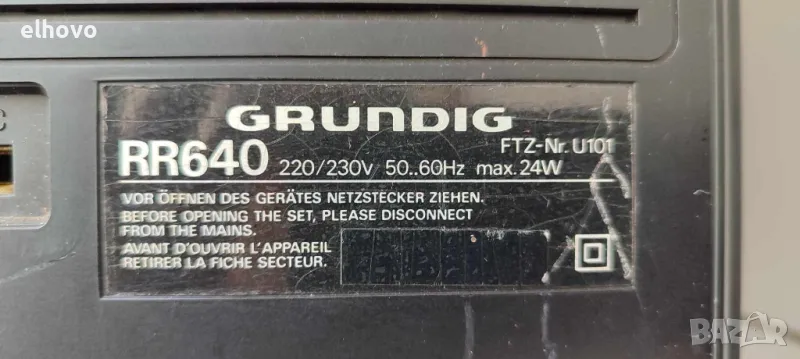 elhovo
C
GRUNDIG
FTZ-Nr. U101
RR640 220/230V 50..60Hz max. 24W
VOR ÖFFNEN DES GERÄTES NETZSTECKER ZIEHEN.
BEFORE OPENING THE SET, PLEASE DISCONNECT
FROM THE MAINS.
AVANT D'OUVRIR L'APPAREIL
RETIRER LA FICHE SECTEUR.
BAZAR